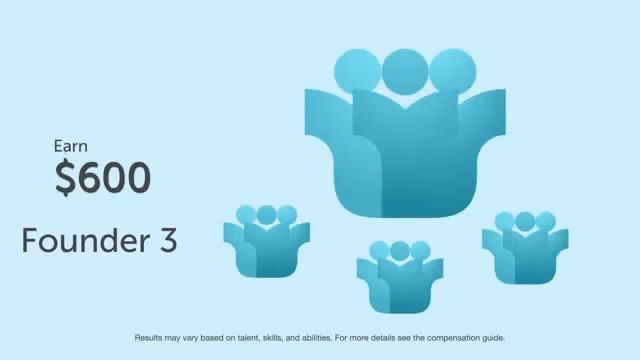 Earn
$600
Founder 3
Results may vary based on talent, skills, and abilities. For more details see the compensation guide.